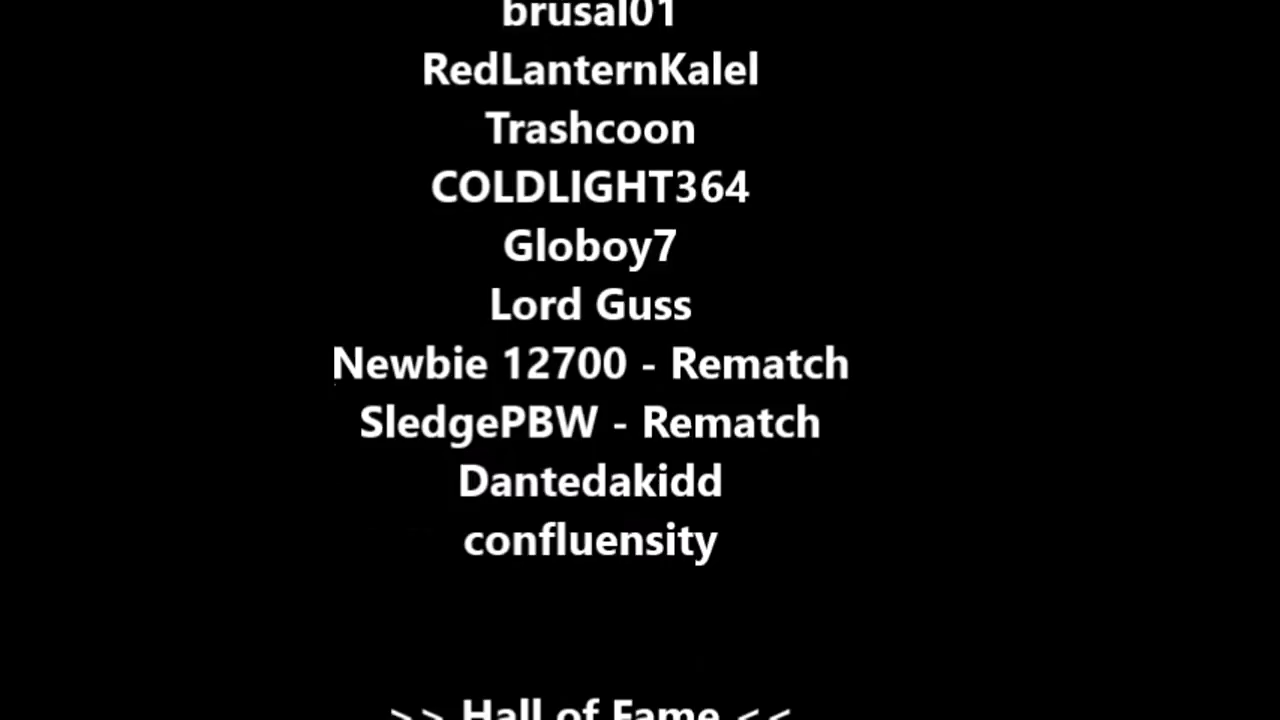 brusal01
RedLanternKalel
Trashcoon
COLDLIGHT364
Globoy7
Lord Guss
Newbie 12700 - Rematch
SledgePBW - Rematch
Dantedakidd
confluensity
>> Hall of Fame <<